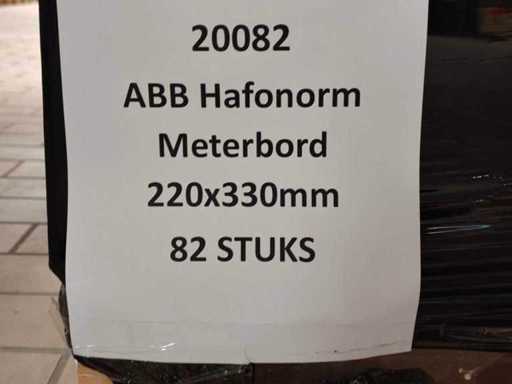 20082
ABB Hafonorm
Meterbord
220x330mm
82 STUKS